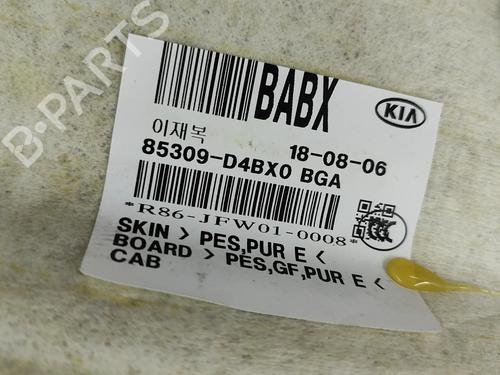 B-PARTS
BABX
KIA
이재복
18-08-06
85309-D4BX0 BGA
*R86-JFW01-0008*
SKIN > PES,PUR E <
BOARD > PES,GF,PUR E <
CAB